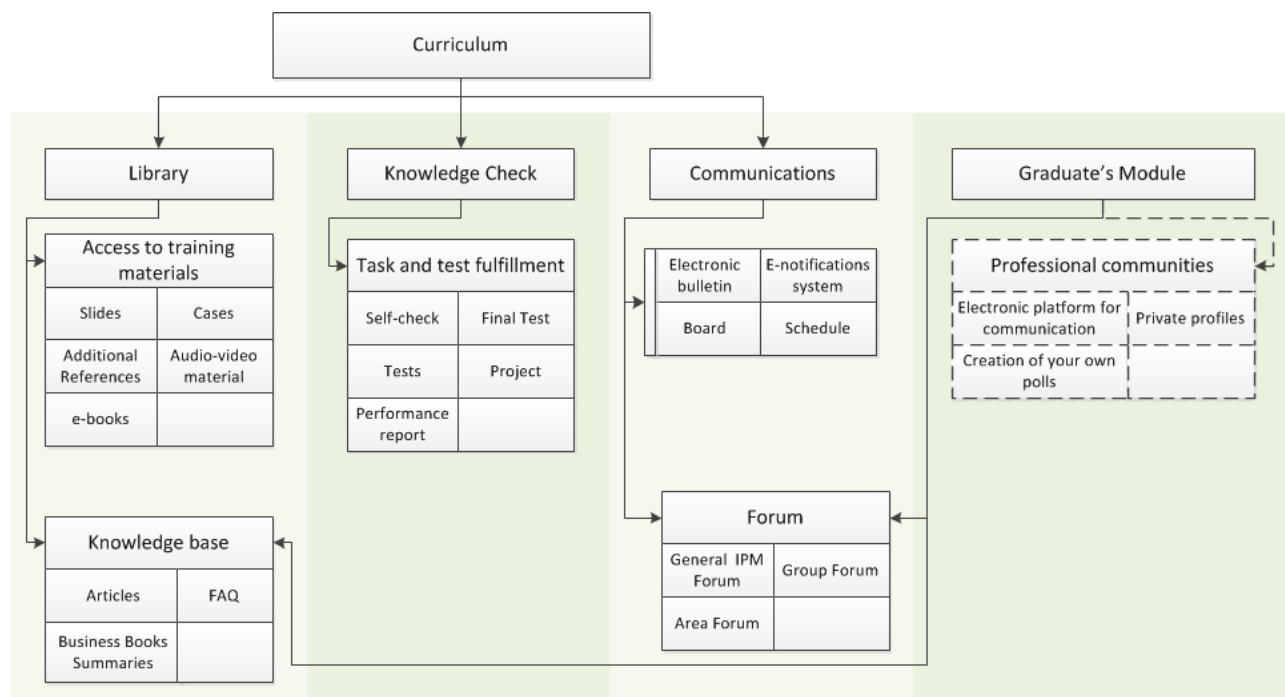 Curriculum
Library
Knowledge Check
Communications
Graduate's Module
Access to training
materials
Slides
Cases
Additional
References
Audio-video
material
e-books
Task and test fulfillment
Self-check
Final Test
Tests
Project
Performance
report
Electronic
bulletin
E-notifications
system
Board
Schedule
Professional communities
Electronic platform for
communication
Private profiles
Creation of your own
polls
Knowledge base
Articles
FAQ
Business Books
Summaries
Forum
General IPM
Forum
Group Forum
Area Forum